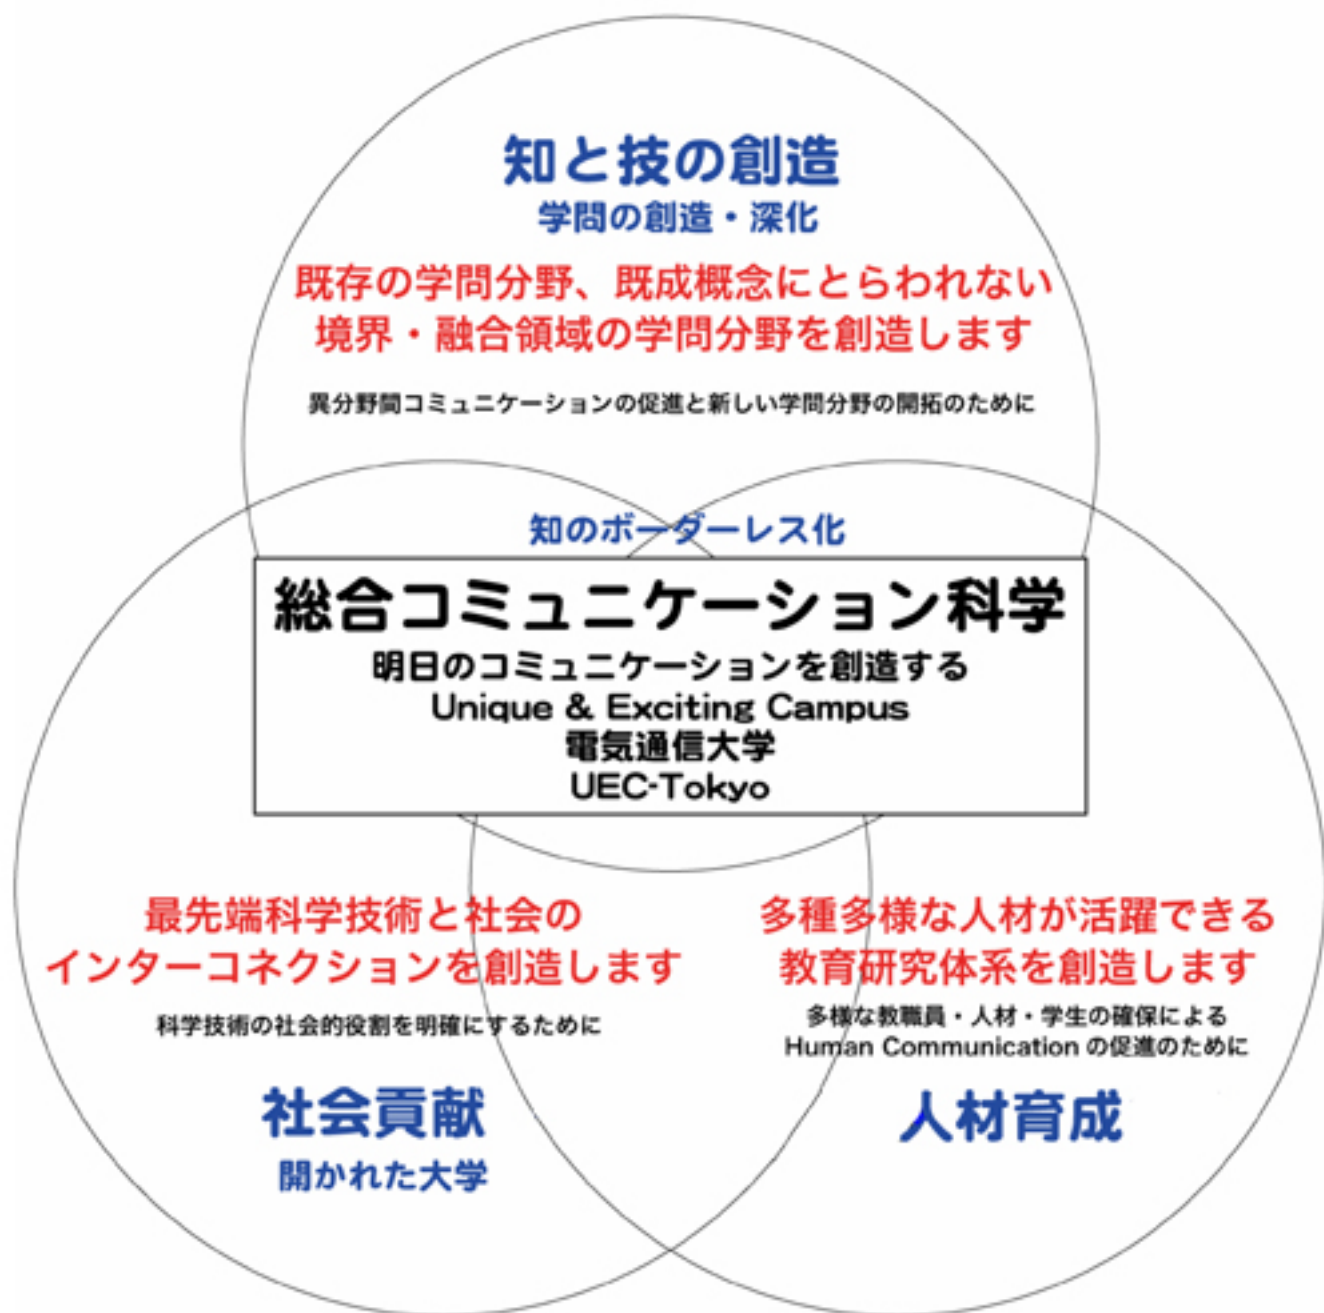 知と技の創造
学問の創造・深化
既存の学問分野、既成概念にとらわれない
境界・融合領域の学問分野を創造します
異分野間コミュニケーションの促進と新しい学問分野の開拓のために
知のボーダーレス化
総合コミュニケーション科学
明日のコミュニケーションを創造する
Unique & Exciting Campus
電気通信大学
UEC-Tokyo
最先端科学技術と社会の
インターコネクションを創造します
科学技術の社会的役割を明確にするために
社会貢献
開かれた大学
多種多様な人材が活躍できる
教育研究体系を創造します
多様な教職員・人材・学生の確保による
Human Communication の促進のために
人材育成